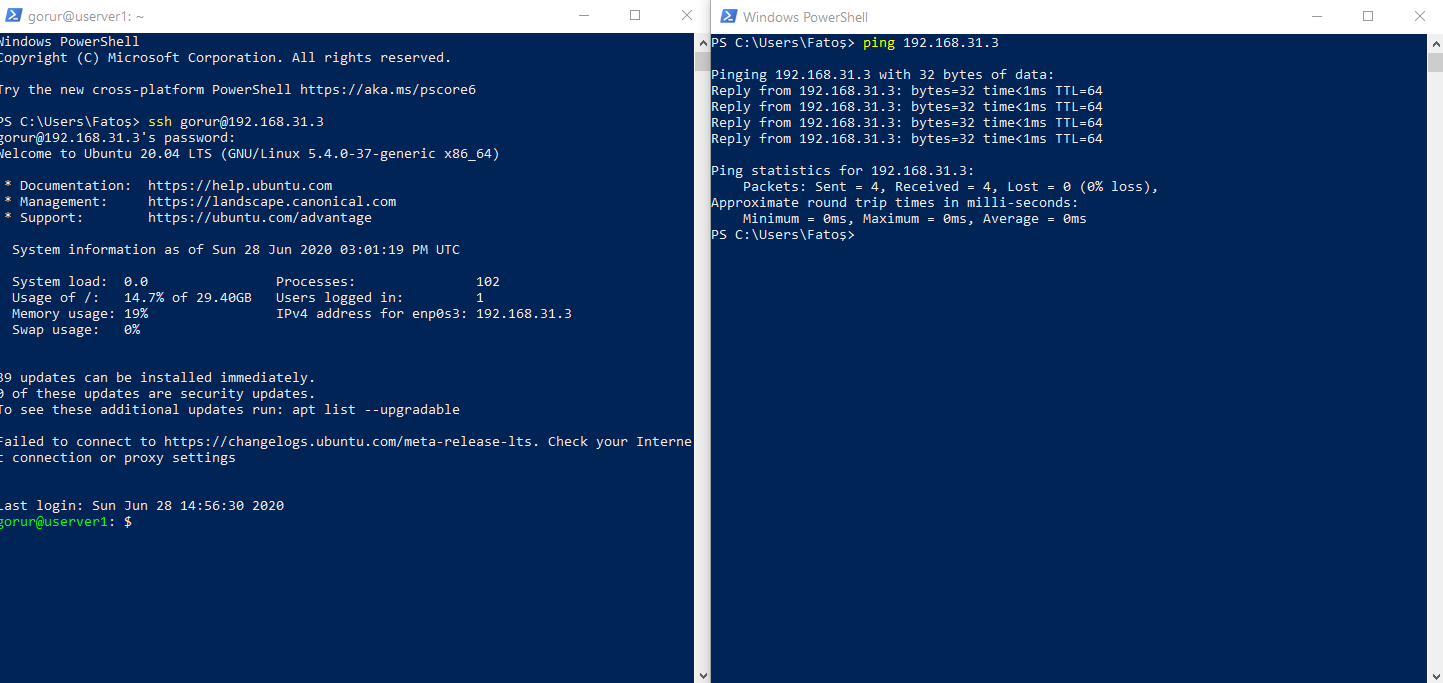 gorur@userver1: ~
Windows PowerShell
Copyright (C) Microsoft Corporation. All rights reserved.
Try the new cross-platform PowerShell https://aka.ms/pscore6
PS C:\Users\Fatoş> ssh gorur@192.168.31.3
gorur@192.168.31.3's password:
Welcome to Ubuntu 20.04 LTS (GNU/Linux 5.4.0-37-generic x86_64)
* Documentation:  https://help.ubuntu.com
* Management:     https://landscape.canonical.com
* Support:        https://ubuntu.com/advantage
System information as of Sun 28 Jun 2020 03:01:19 PM UTC
System load:  0.0                Processes:               102
Usage of /:   14.7% of 29.40GB   Users logged in:         1
Memory usage: 19%                IPv4 address for enp0s3: 192.168.31.3
Swap usage:   0%
39 updates can be installed immediately.
0 of these updates are security updates.
To see these additional updates run: apt list --upgradable
Failed to connect to https://changelogs.ubuntu.com/meta-release-lts. Check your Interne
t connection or proxy settings
Last login: Sun Jun 28 14:56:30 2020
gorur@userver1: $
Windows PowerShell
PS C:\Users\Fatoş> ping 192.168.31.3
Pinging 192.168.31.3 with 32 bytes of data:
Reply from 192.168.31.3: bytes=32 time<1ms TTL=64
Reply from 192.168.31.3: bytes=32 time<1ms TTL=64
Reply from 192.168.31.3: bytes=32 time<1ms TTL=64
Reply from 192.168.31.3: bytes=32 time<1ms TTL=64
Ping statistics for 192.168.31.3:
Packets: Sent = 4, Received = 4, Lost = 0 (0% loss),
Approximate round trip times in milli-seconds:
Minimum = 0ms, Maximum = 0ms, Average = 0ms
PS C:\Users\Fatoş>